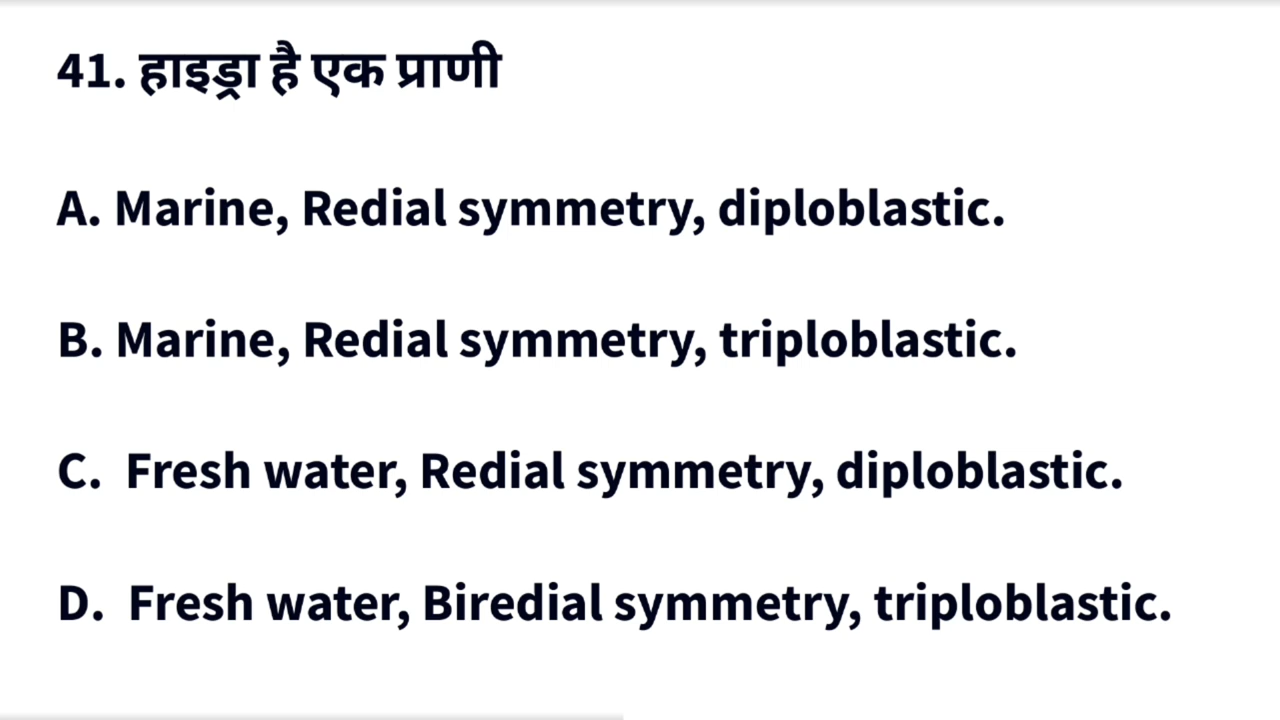 41. हाइड्रा है एक प्राणी
A. Marine, Redial symmetry, diploblastic.
B. Marine, Redial symmetry, triploblastic.
C. Fresh water, Redial symmetry, diploblastic.
D. Fresh water, Biredial symmetry, triploblastic.